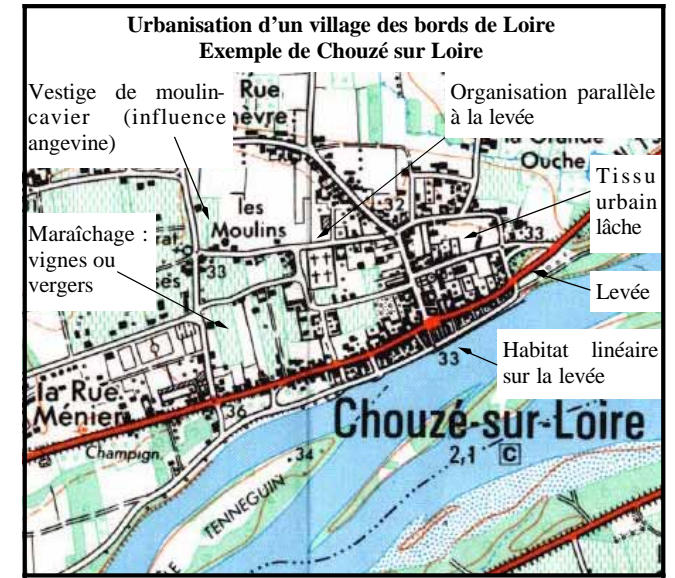 Urbanisation d'un village des bords de Loire
Exemple de Chouzé sur Loire
Vestige de moulin-
cavier (influence
angevine)
Rue
Organisation parallèle
à la levée
Ouche
Tissu
urbain
lâche
32
les
Moulins
33
Maraîchage :
vignes ou
vergers
33
Levée
33
Habitat linéaire
sur la levée
la Rue
Ménier
36
Champign.
Chouzé-sur-Loire
2,1 C
34
TENNEGUIN